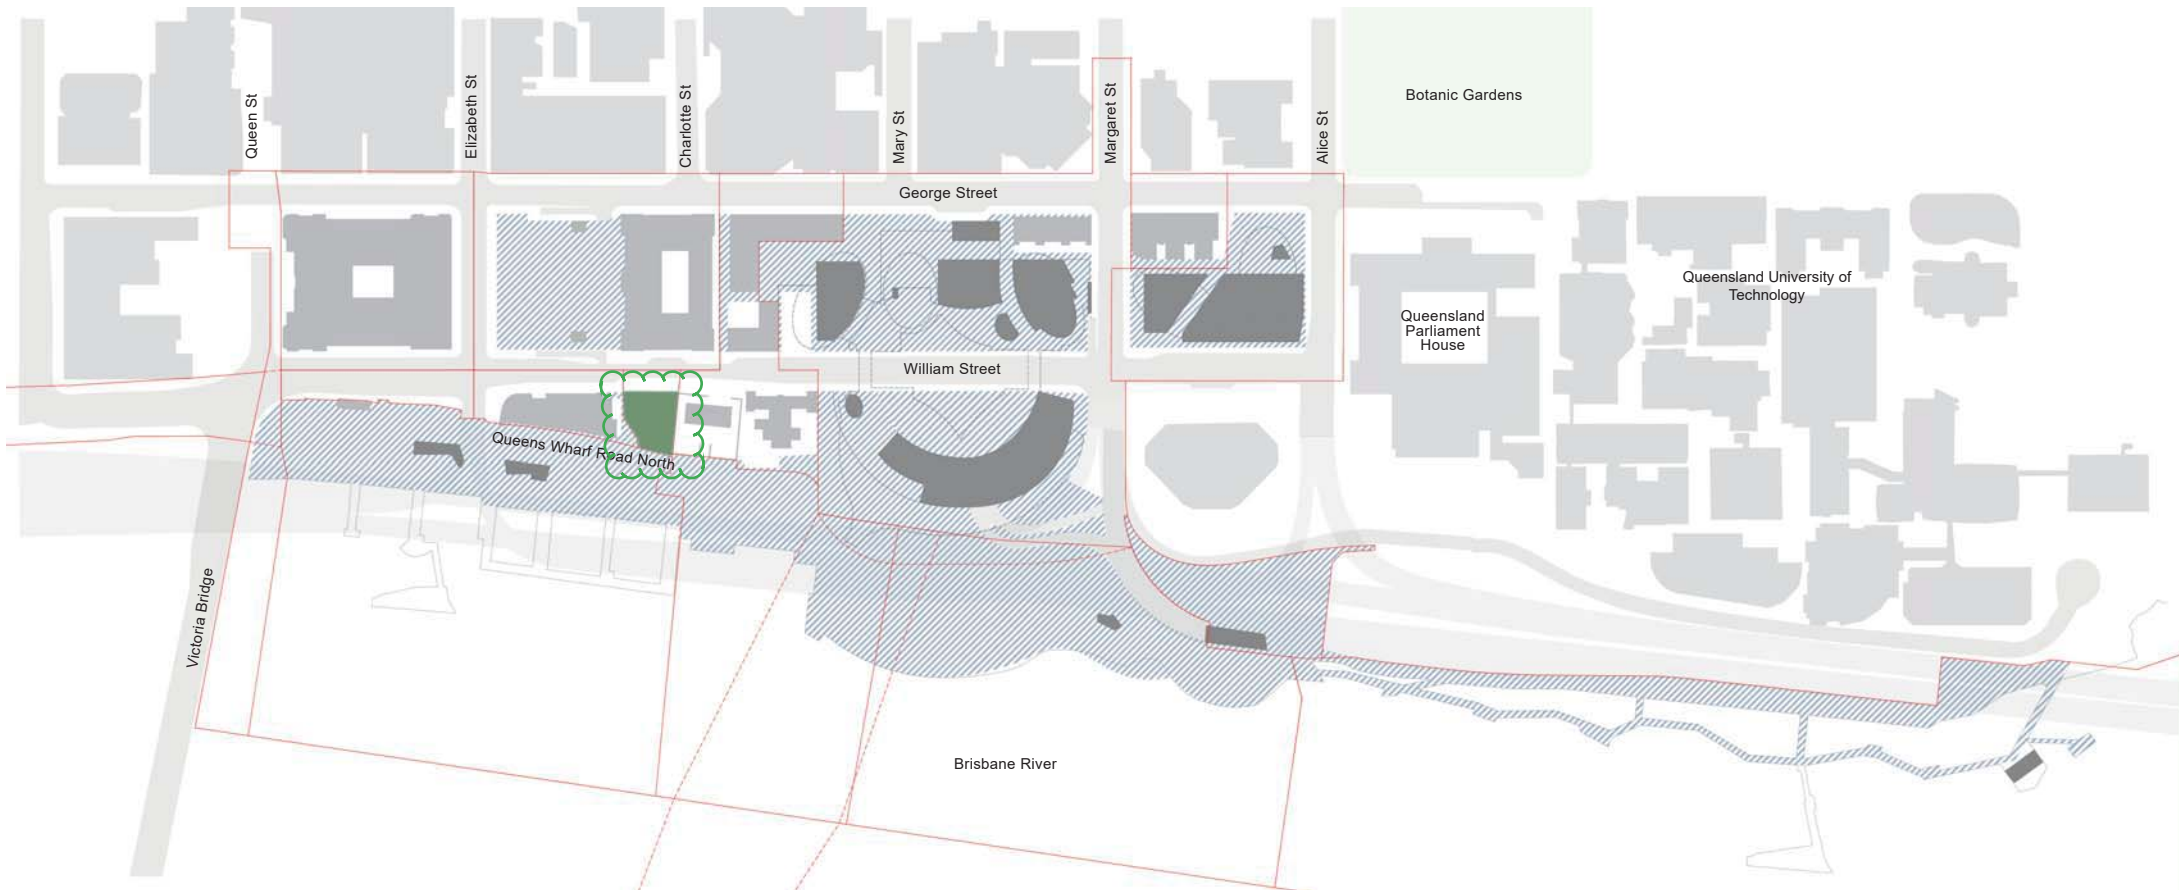 Queen St
Elizabeth St
Charlotte St
Mary St
Margaret St
Alice St
Botanic Gardens
George Street
Queensland University of
Technology
Queensland
Parliament
House
William Street
Queens Wharf Road North
Victoria Bridge
Brisbane River